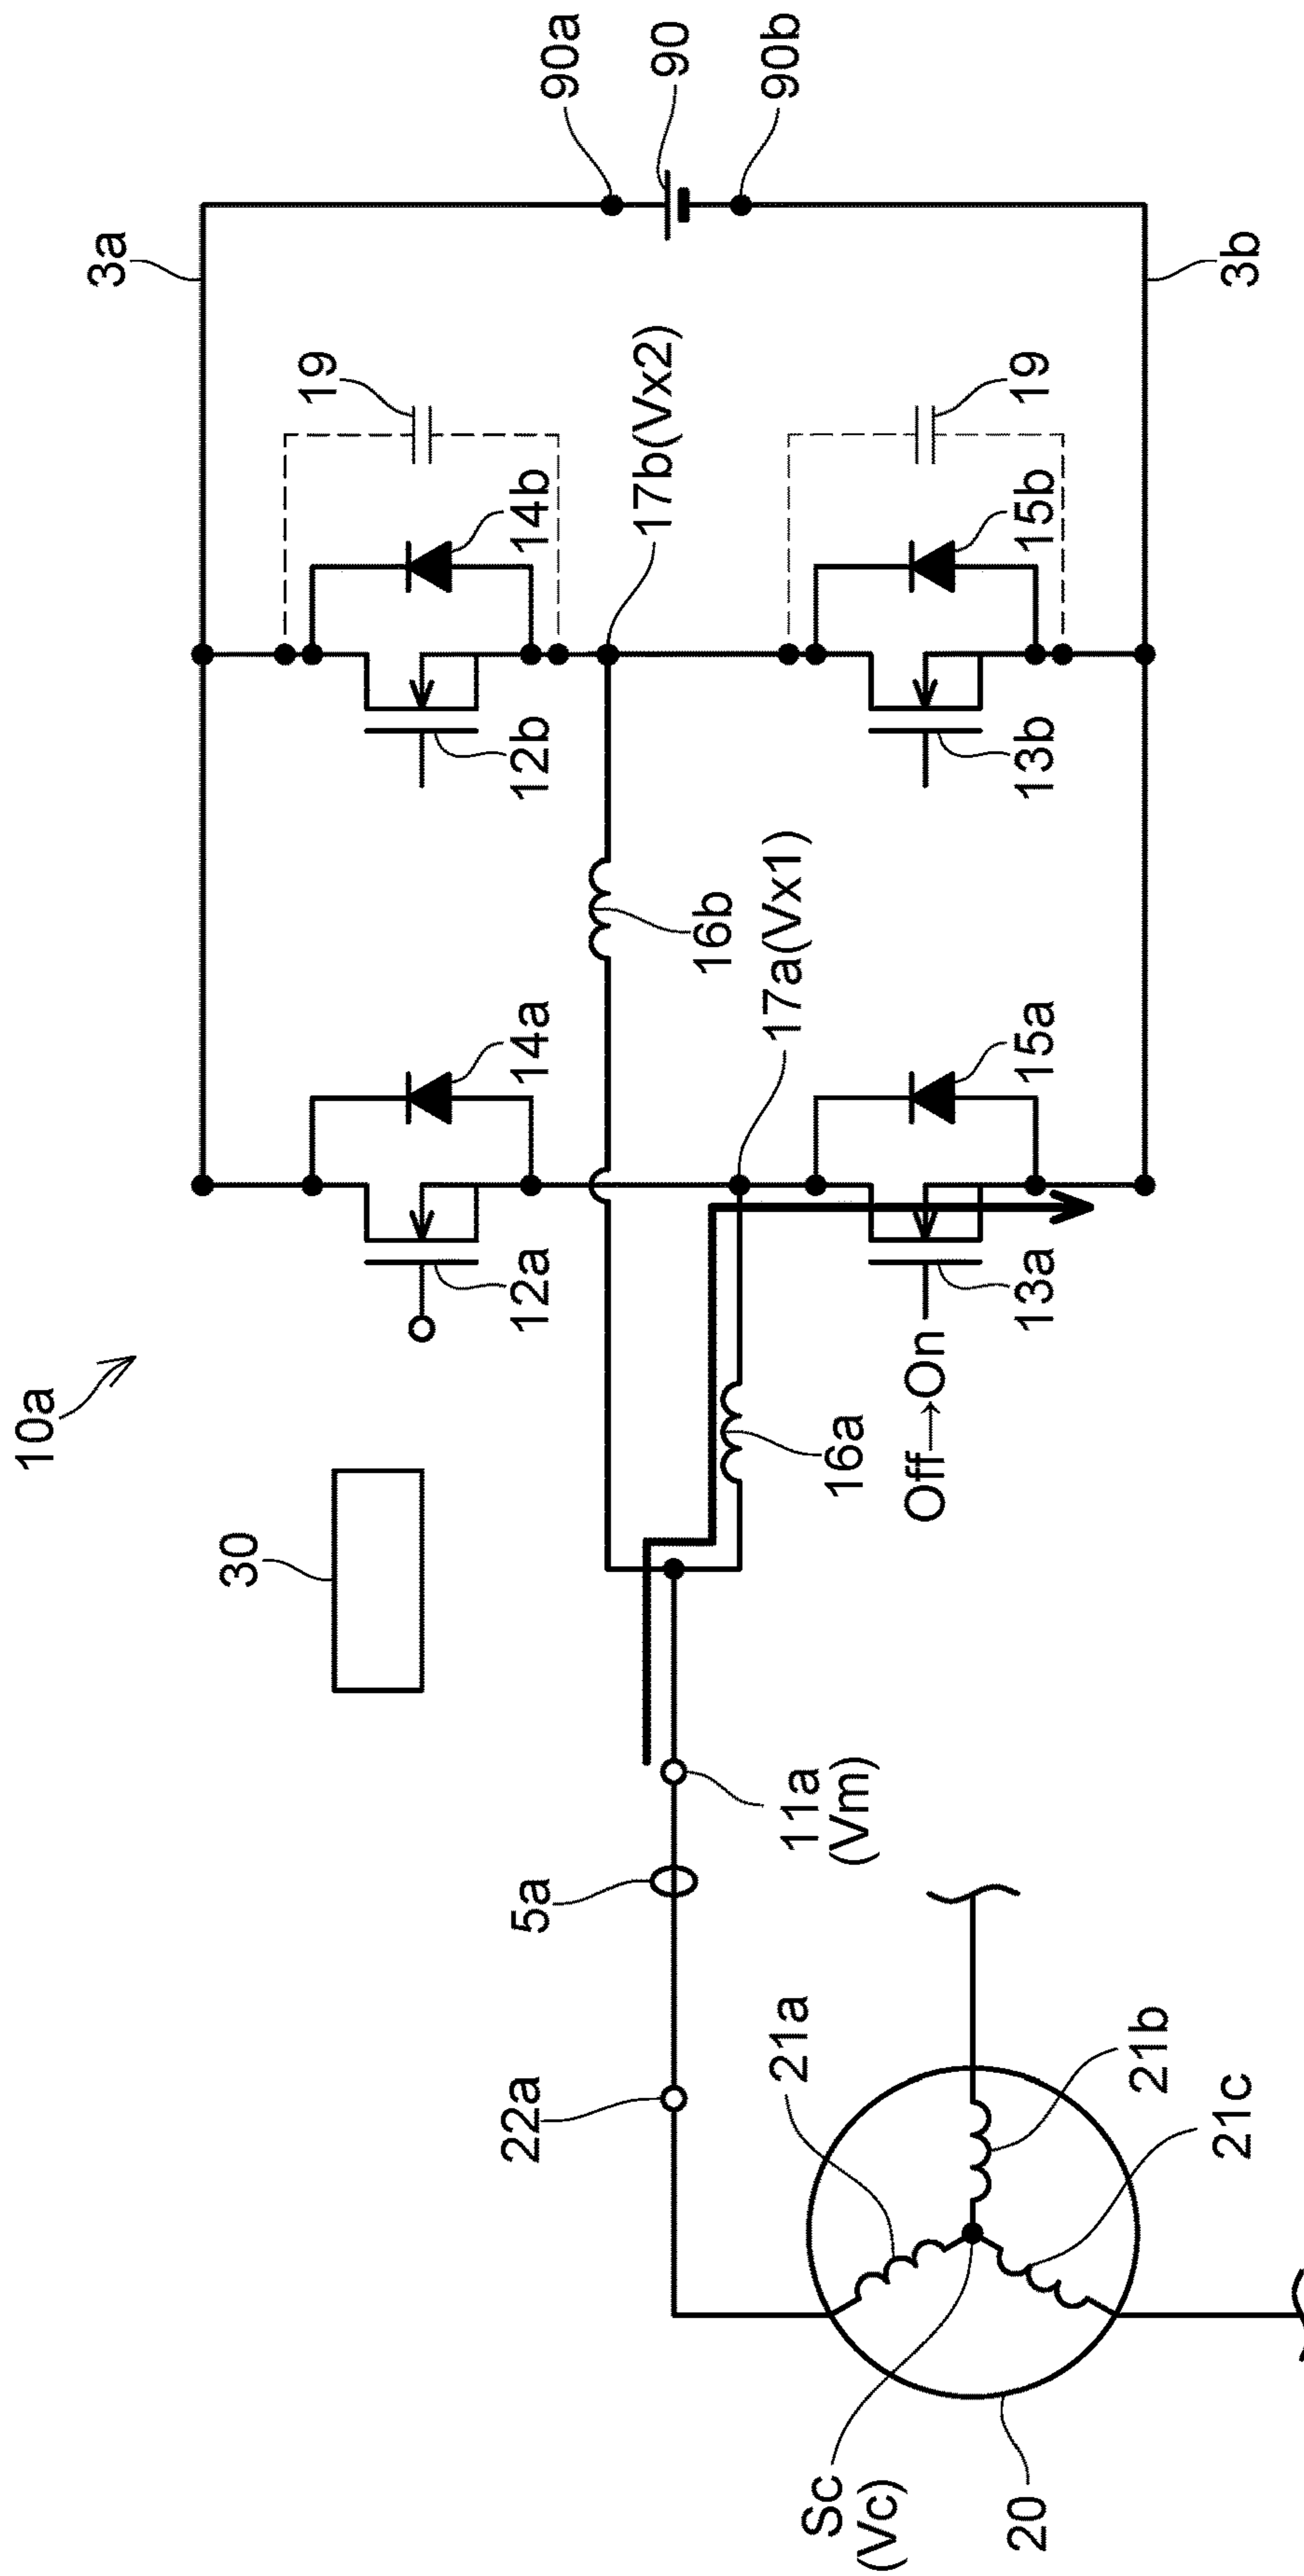 10a
30
3a
90a
90
90b
3b
19
14b
12b
17b(Vx2)
19
15b
13b
16b
14a
12a
17a(Vx1)
15a
13a
Off→On
16a
11a
(Vm)
5a
22a
21a
21b
21c
Sc
(Vc)
20